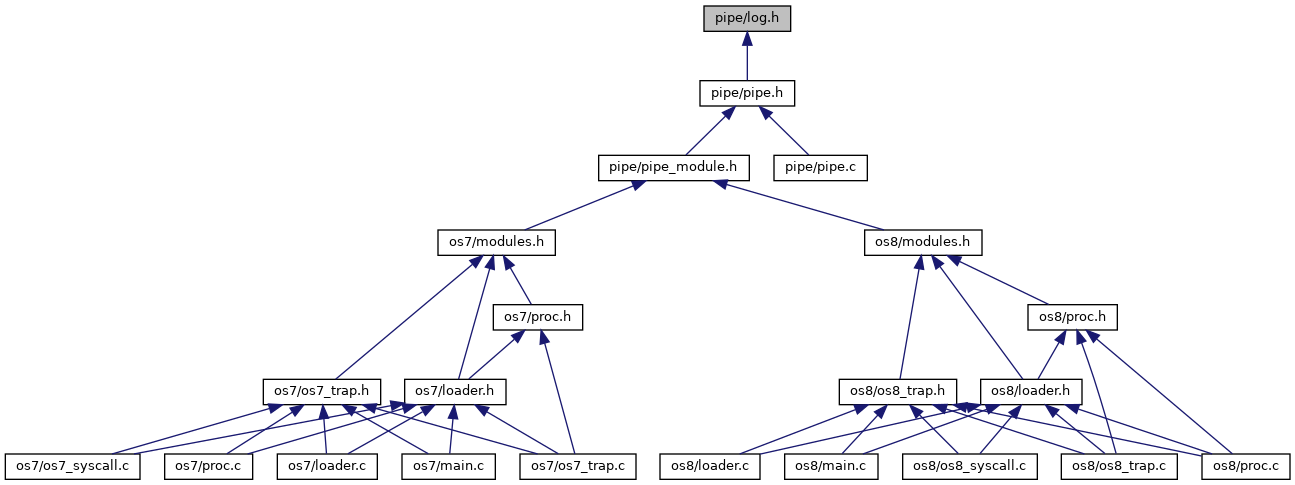 pipe/log.h
pipe/pipe.h
pipe/pipe_module.h
pipe/pipe.c
os7/modules.h
os8/modules.h
os7/proc.h
os8/proc.h
os7/os7_trap.h
os7/loader.h
os8/os8_trap.h
os8/loader.h
os7/os7_syscall.c
os7/proc.c
os7/loader.c
os7/main.c
os7/os7_trap.c
os8/loader.c
os8/main.c
os8/os8_syscall.c
os8/os8_trap.c
os8/proc.c